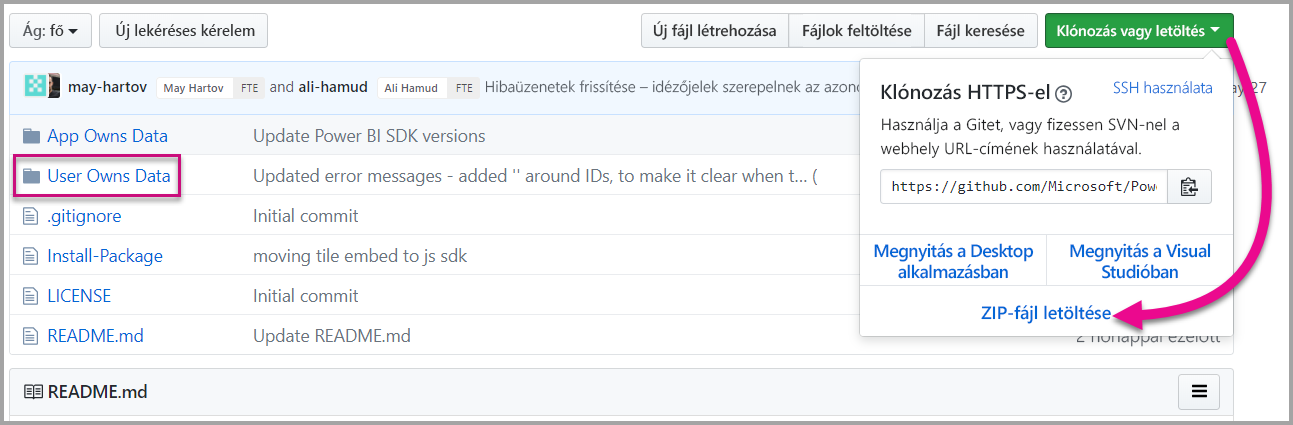 Ág: fő
Új lekéréses kérelem
Új fájl létrehozása
Fájlok feltöltése
Fájl keresése
Klónozás vagy letöltés
may-hartov May Hartov FTE and ali-hamud Ali Hamud FTE Hibaüzenetek frissítése – idézőjelek szerepelnek az azono
27
App Owns Data Update Power BI SDK versions
User Owns Data Updated error messages - added '' around IDs, to make it clear when t... (
.gitignore Initial commit
Install-Package moving tile embed to js sdk
LICENSE Initial commit
README.md Update README.md 2 hónappal ezelőtt
Klónozás HTTPS-el ?
SSH használata
Használja a Gitet, vagy fizessen SVN-nel a
webhely URL-címének használatával.
https://github.com/Microsoft/Pow
Megnyitás a Desktop
alkalmazásban
Megnyitás a Visual
Studióban
ZIP-fájl letöltése
README.md